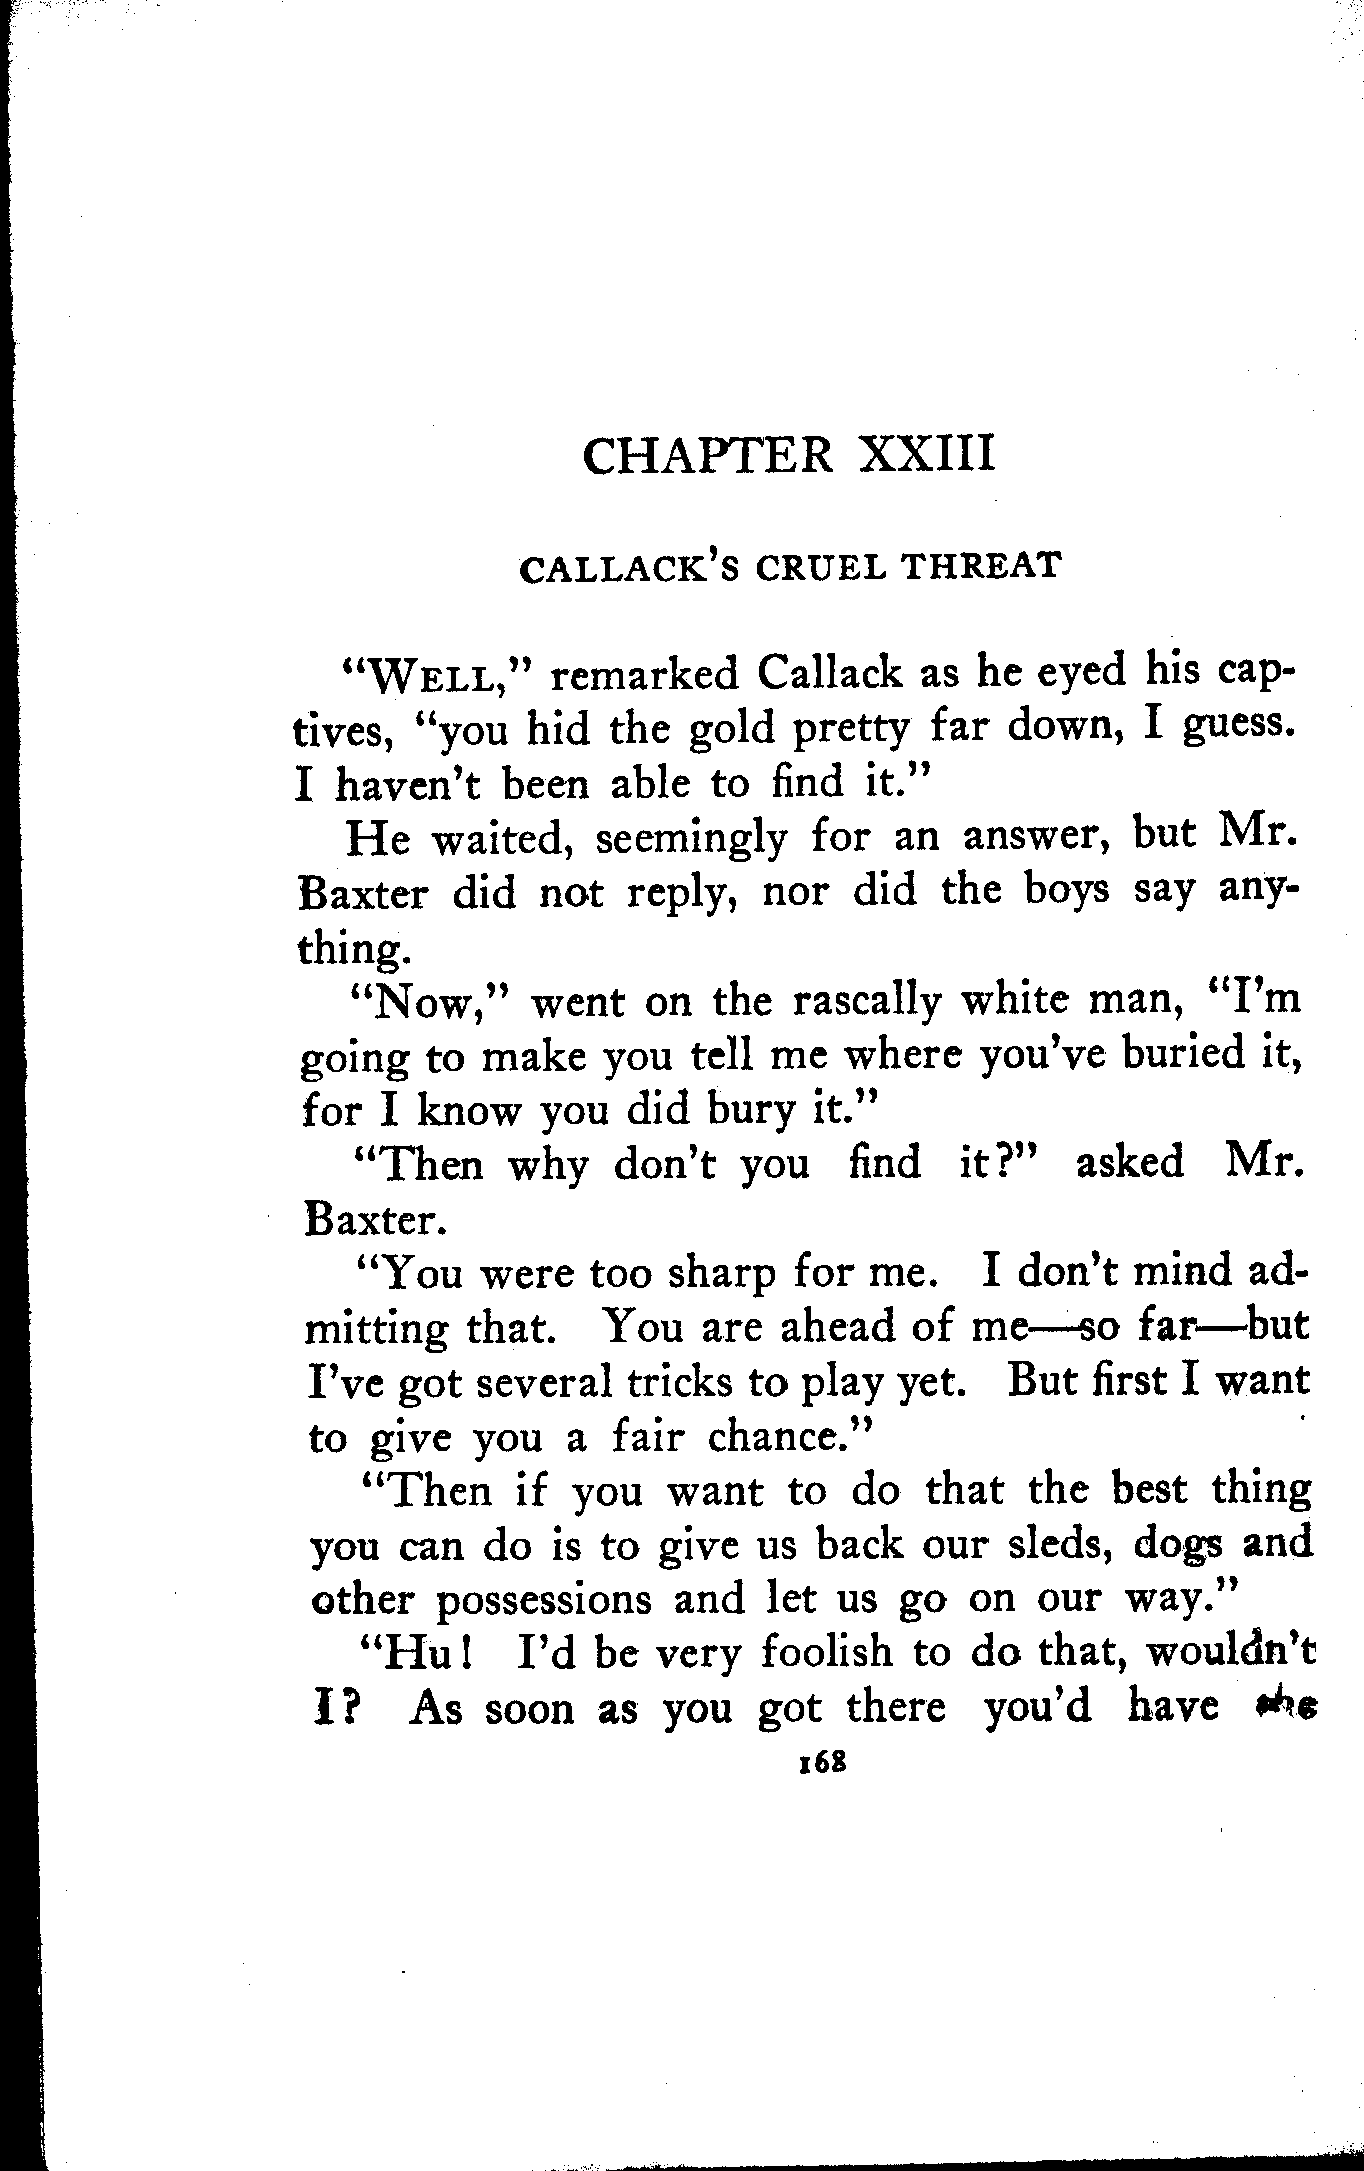 CHAPTER XXIII
CALLACK'S CRUEL THREAT
"WELL," remarked Callack as he eyed his cap-
tives, "you hid the gold pretty far down, I guess.
I haven't been able to find it."
He waited, seemingly for an answer, but Mr.
Baxter did not reply, nor did the boys say any-
thing.
"Now," went on the rascally white man, "I'm
going to make you tell me where you've buried it,
for I know you did bury it."
"Then why don't you find it?" asked Mr.
Baxter.
"You were too sharp for me. I don't mind ad-
mitting that. You are ahead of me—so far—but
I've got several tricks to play yet. But first I want
to give you a fair chance."
"Then if you want to do that the best thing
you can do is to give us back our sleds, dogs and
other possessions and let us go on our way."
"Hu! I'd be very foolish to do that, wouldn't
I? As soon as you got there you'd have
168